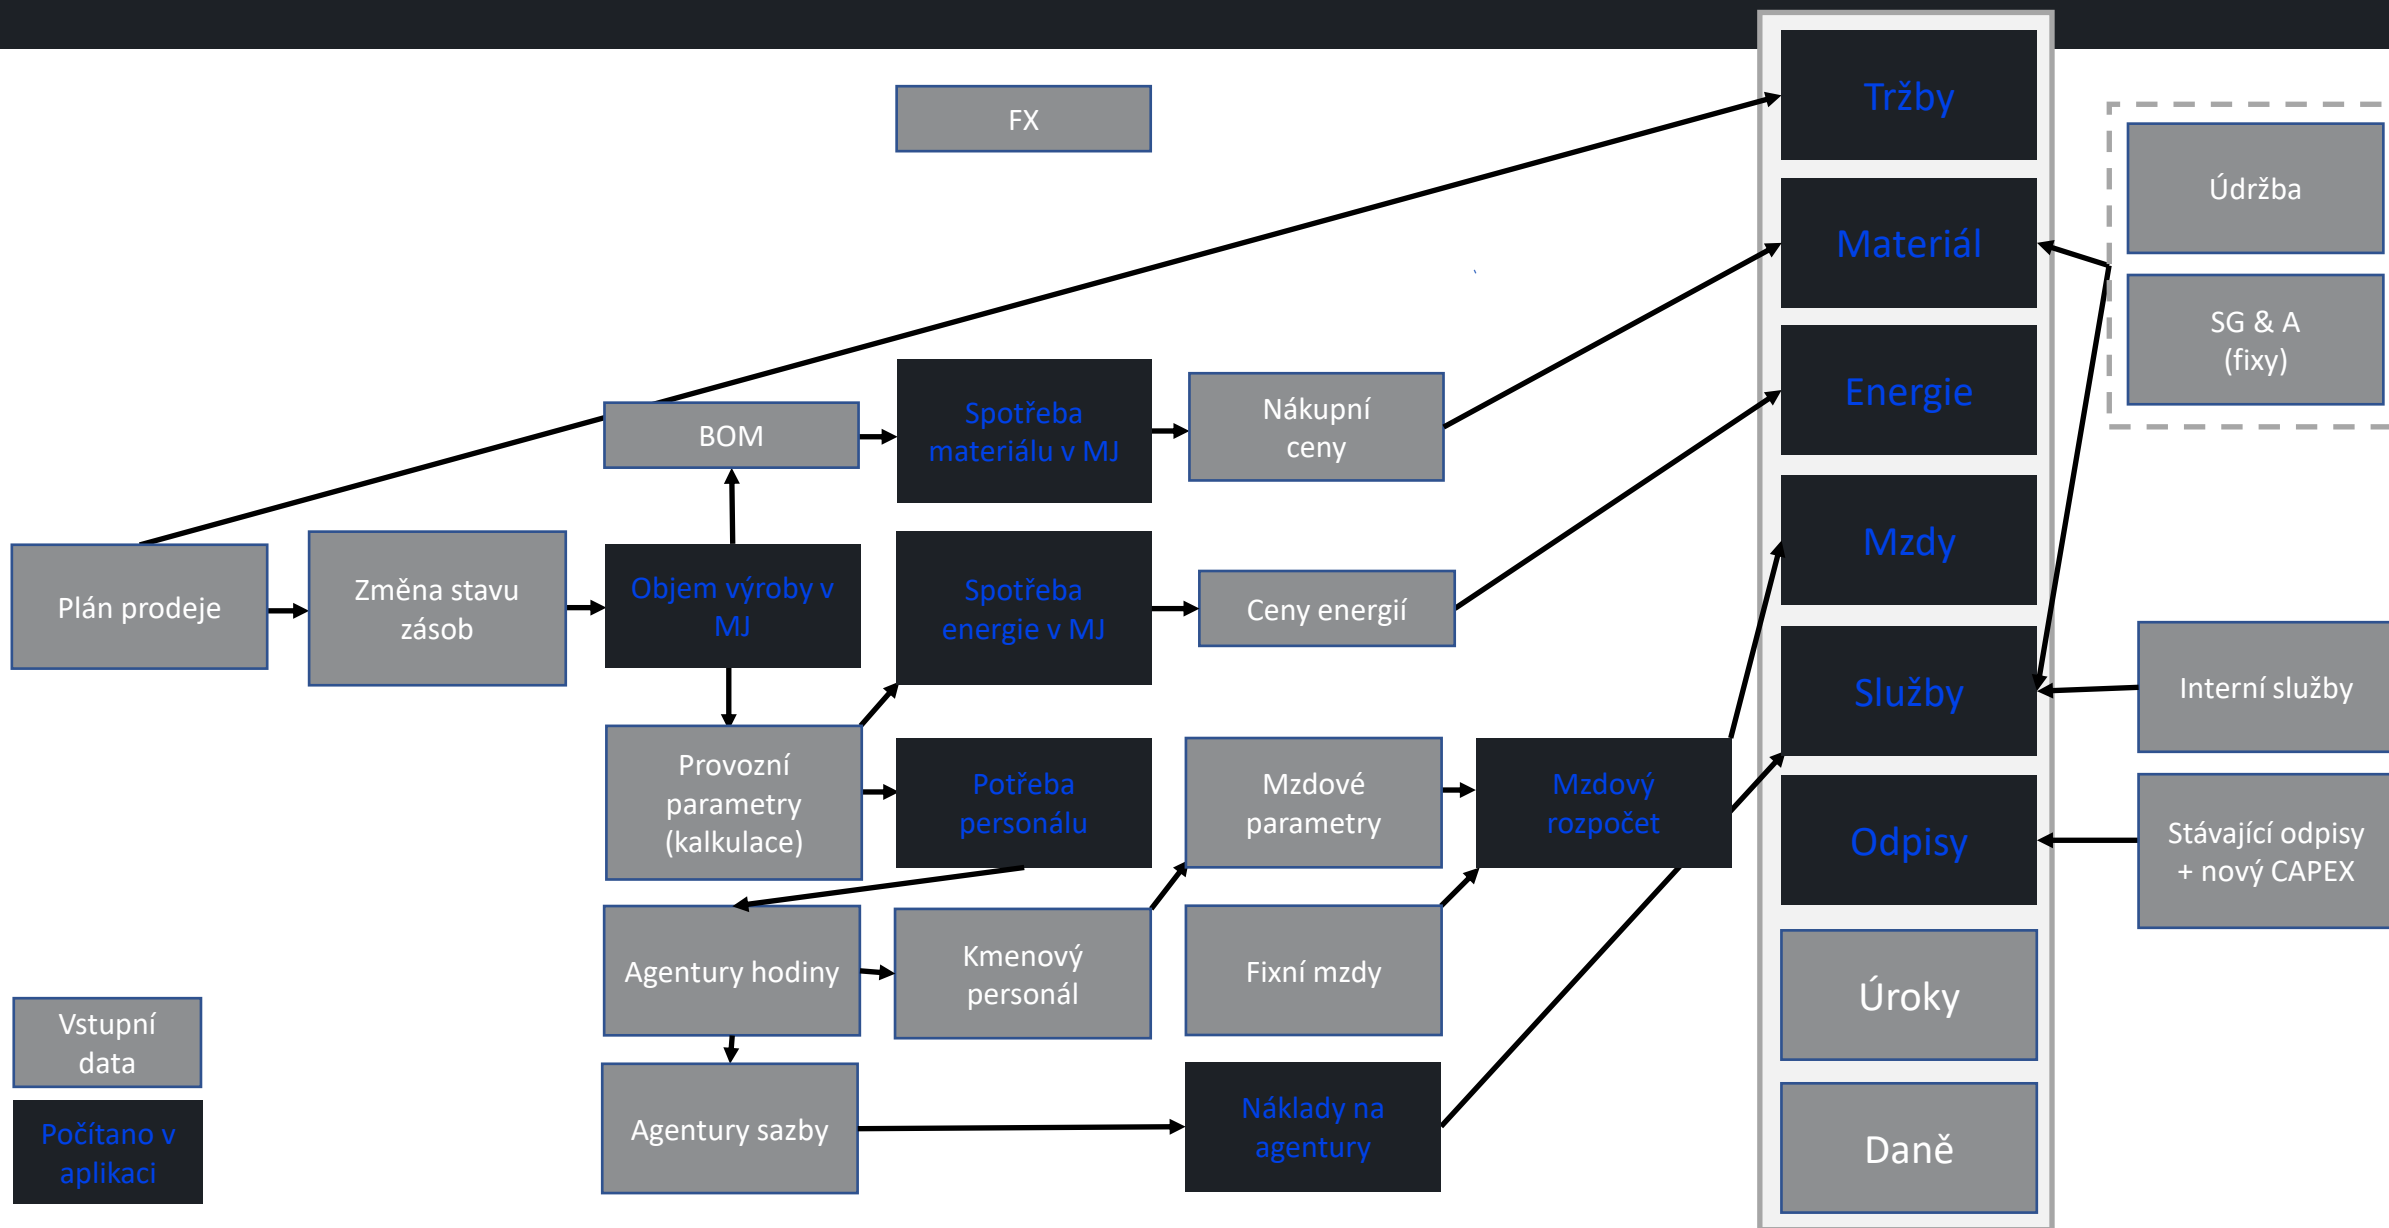 FX
Tržby
Údržba
Materiál
SG & A
(fixy)
BOM
Spotřeba
materiálu v MJ
Nákupní
ceny
Energie
Plán prodeje
Změna stavu
zásob
Objem výroby v
MJ
Spotřeba
energie v MJ
Ceny energií
Mzdy
Služby
Interní služby
Provozní
parametry
(kalkulace)
Potřeba
personálu
Mzdové
parametry
Mzdový
rozpočet
Odpisy
Stávající odpisy
+ nový CAPEX
Agentury hodiny
Kmenový
personál
Fixní mzdy
Úroky
Vstupní
data
Agentury sazby
Náklady na
agentury
Daně
Počítano v
aplikaci